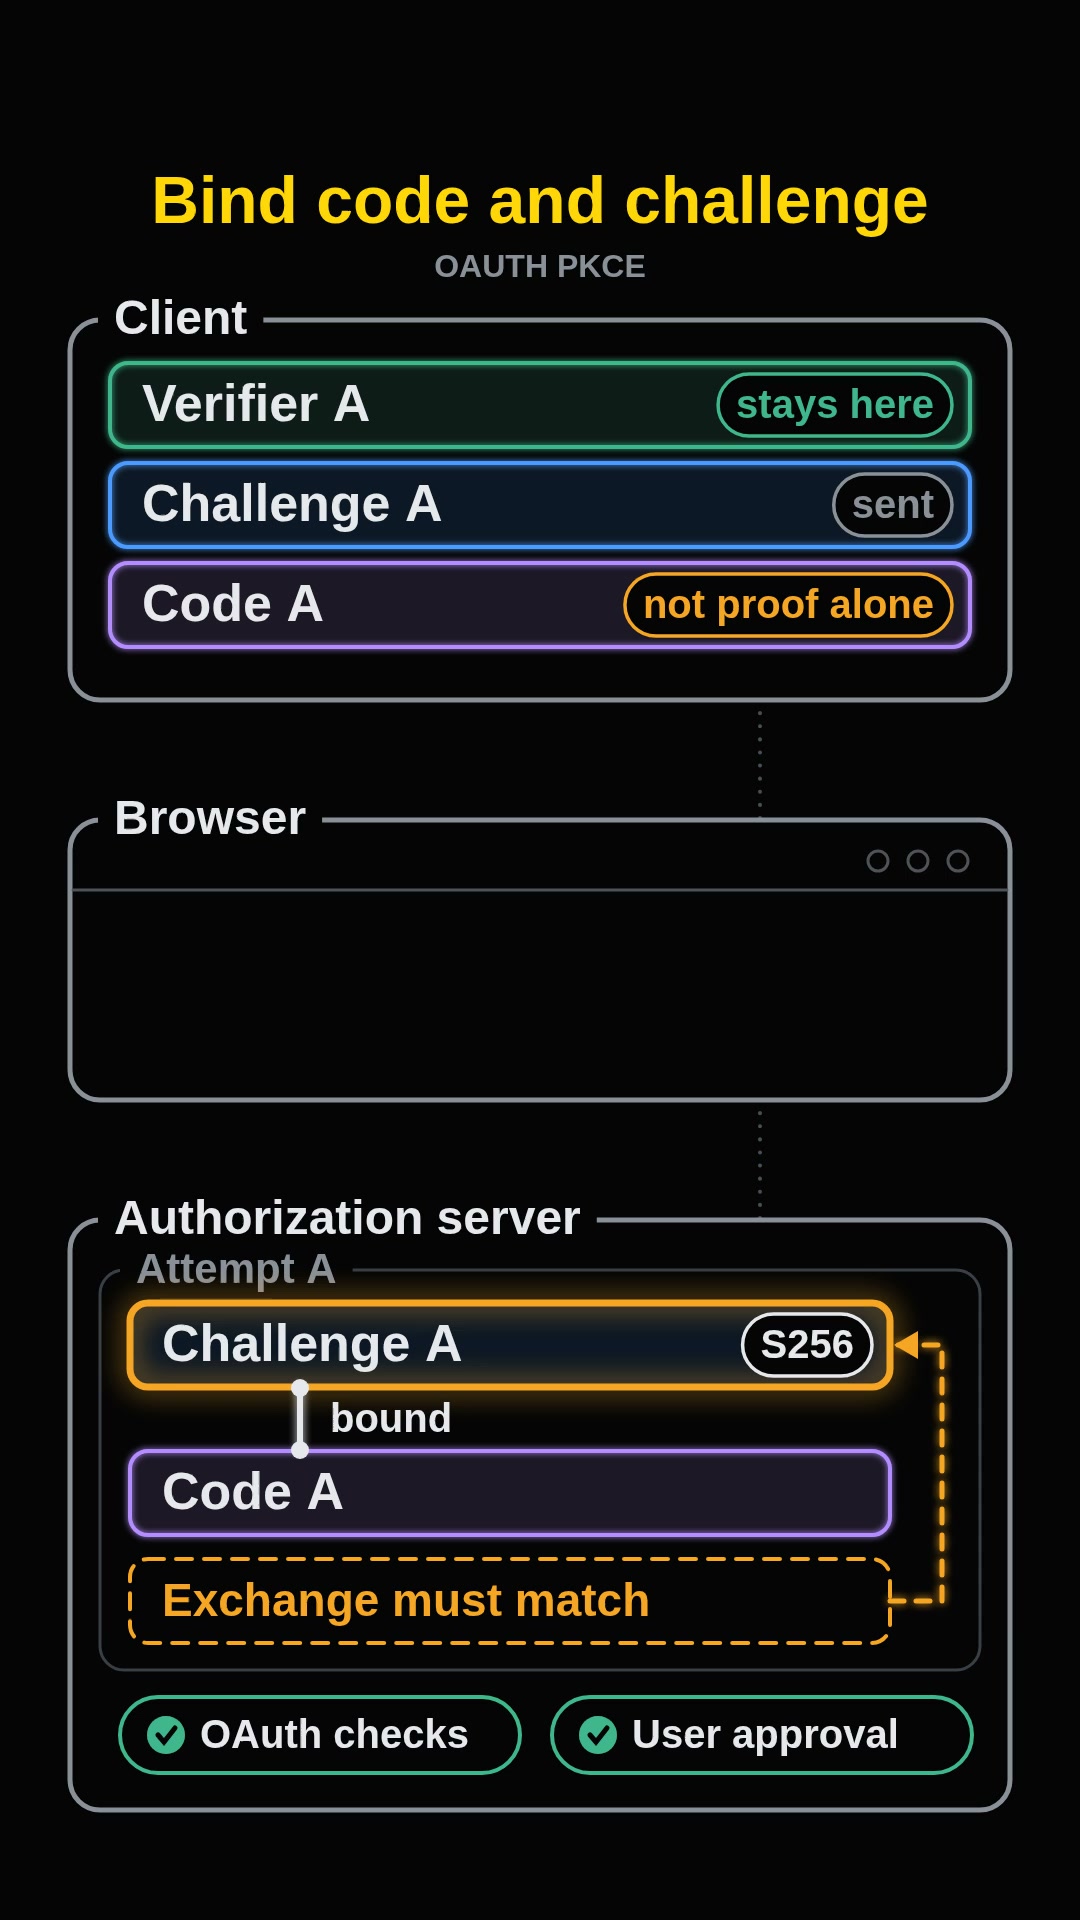 Bind code and challenge
OAUTH PKCE
Client
Verifier A
stays here
Challenge A
sent
Code A
not proof alone
Browser
Authorization server
Attempt A
Challenge A
S256
bound
Code A
Exchange must match
OAuth checks
User approval